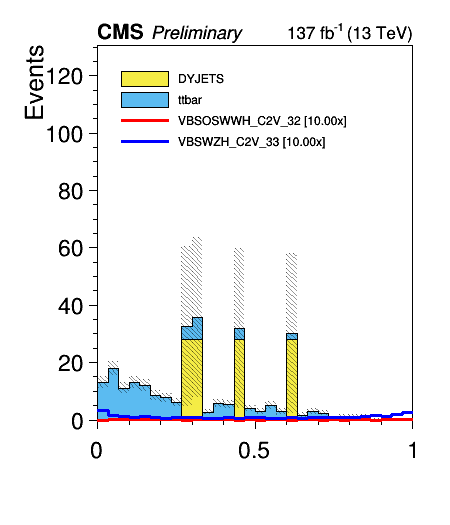 CMS Preliminary 137 fb⁻¹ (13 TeV)
Events
120
100
80
60
40
20
0
DYJETS
ttbar
VBSOSWWH_C2V_32 [10.00x]
VBSWZH_C2V_33 [10.00x]
0 0.5 1